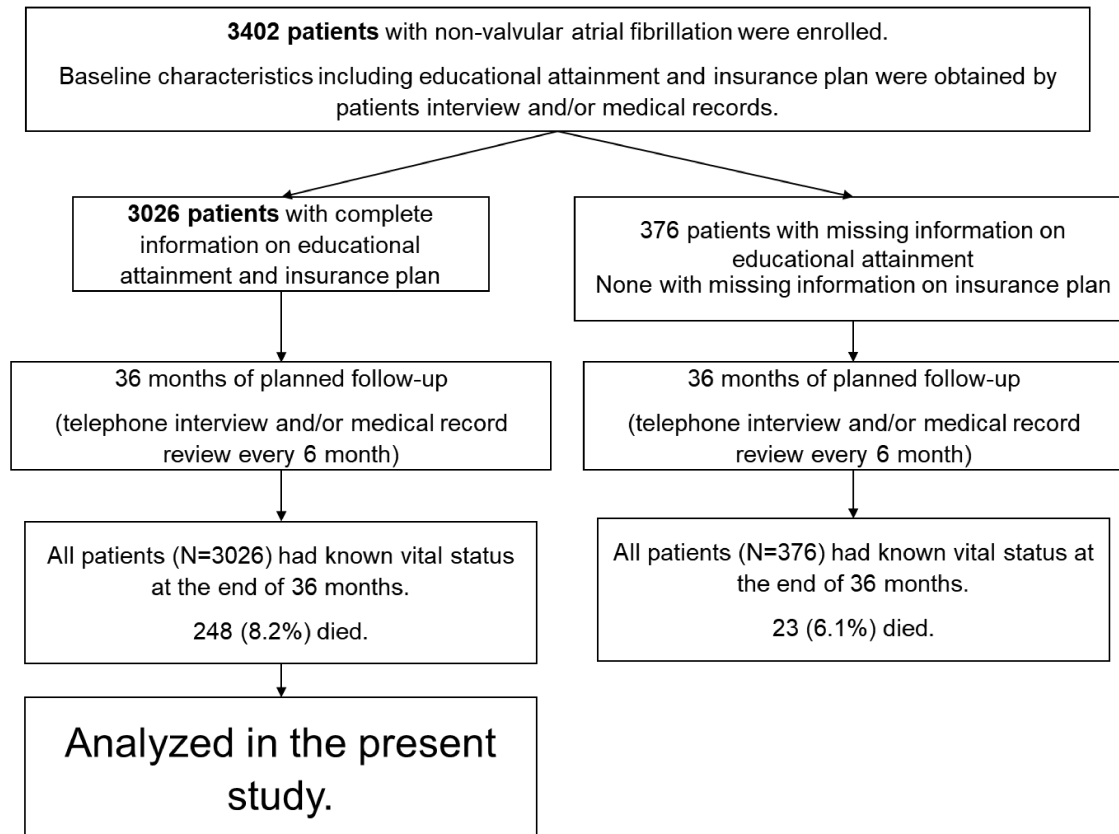 3402 patients with non-valvular atrial fibrillation were enrolled.
Baseline characteristics including educational attainment and insurance plan were obtained by
patients interview and/or medical records.
3026 patients with complete
information on educational
attainment and insurance plan
376 patients with missing information on
educational attainment
None with missing information on insurance plan
36 months of planned follow-up
(telephone interview and/or medical record
review every 6 month)
36 months of planned follow-up
(telephone interview and/or medical record
review every 6 month)
All patients (N=3026) had known vital status
at the end of 36 months.
248 (8.2%) died.
All patients (N=376) had known vital status
at the end of 36 months.
23 (6.1%) died.
Analyzed in the present
study.